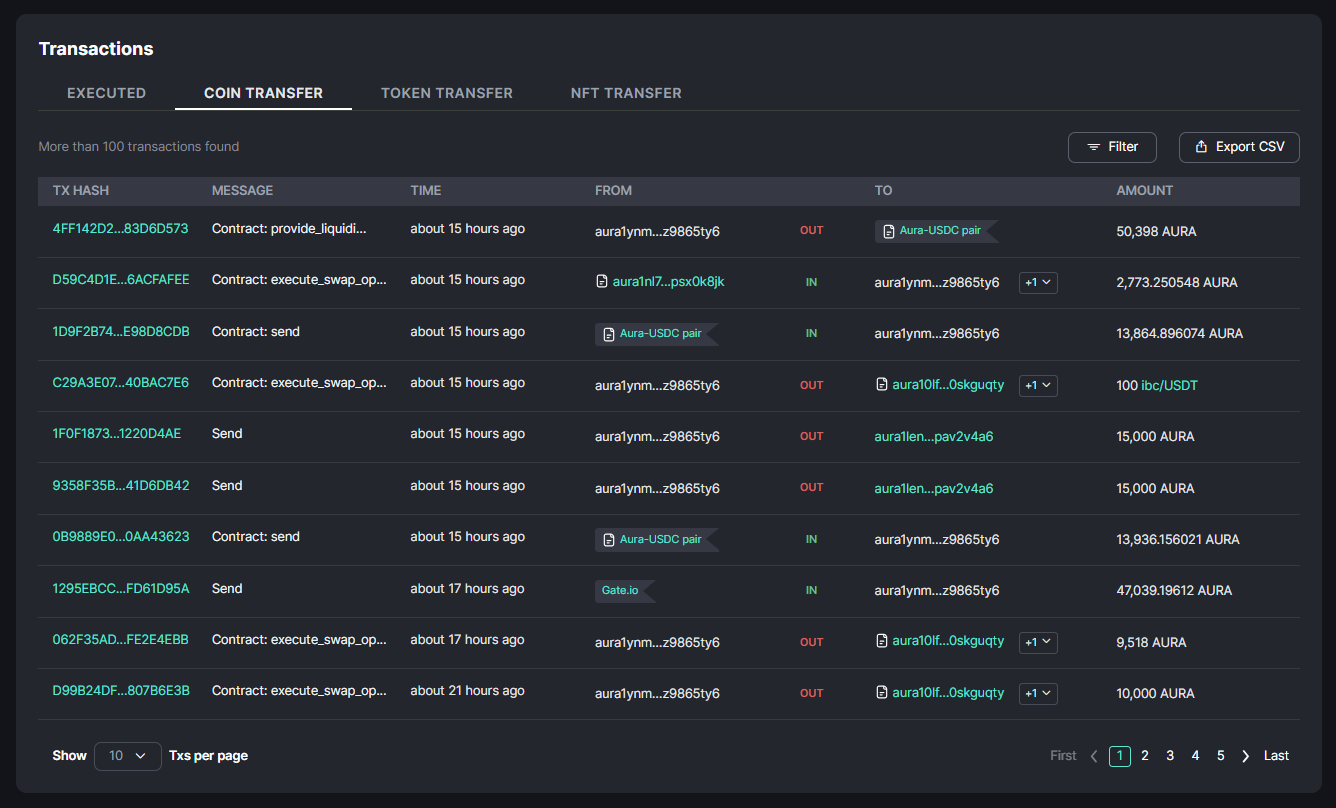 Transactions
EXECUTED COIN TRANSFER TOKEN TRANSFER NFT TRANSFER
More than 100 transactions found Filter Export CSV
TX HASH MESSAGE TIME FROM TO AMOUNT
4FF142D2...83D6D573 Contract: provide_liquidi... about 15 hours ago aura1ynm...z9865ty6 OUT Aura-USDC pair 50,398 AURA
D59C4D1E...6ACFAFEE Contract: execute_swap_op... about 15 hours ago aura1nl7...psx0k8jk IN aura1ynm...z9865ty6 +1 2,773.250548 AURA
1D9F2B74...E98D8CDB Contract: send about 15 hours ago Aura-USDC pair IN aura1ynm...z9865ty6 13,864.896074 AURA
C29A3E07...40BAC7E6 Contract: execute_swap_op... about 15 hours ago aura1ynm...z9865ty6 OUT aura10lf...0skguqty +1 100 ibc/USDT
1F0F1873...1220D4AE Send about 15 hours ago aura1ynm...z9865ty6 OUT aura1len...pav2v4a6 15,000 AURA
9358F35B...41D6DB42 Send about 15 hours ago aura1ynm...z9865ty6 OUT aura1len...pav2v4a6 15,000 AURA
0B9889E0...0AA43623 Contract: send about 15 hours ago Aura-USDC pair IN aura1ynm...z9865ty6 13,936.156021 AURA
1295EBCC...FD61D95A Send about 17 hours ago Gate.io IN aura1ynm...z9865ty6 47,039.19612 AURA
062F35AD...FE2E4EBB Contract: execute_swap_op... about 17 hours ago aura1ynm...z9865ty6 OUT aura10lf...0skguqty +1 9,518 AURA
D99B24DF...807B6E3B Contract: execute_swap_op... about 21 hours ago aura1ynm...z9865ty6 OUT aura10lf...0skguqty +1 10,000 AURA
Show 10 Txs per page First 1 2 3 4 5 Last